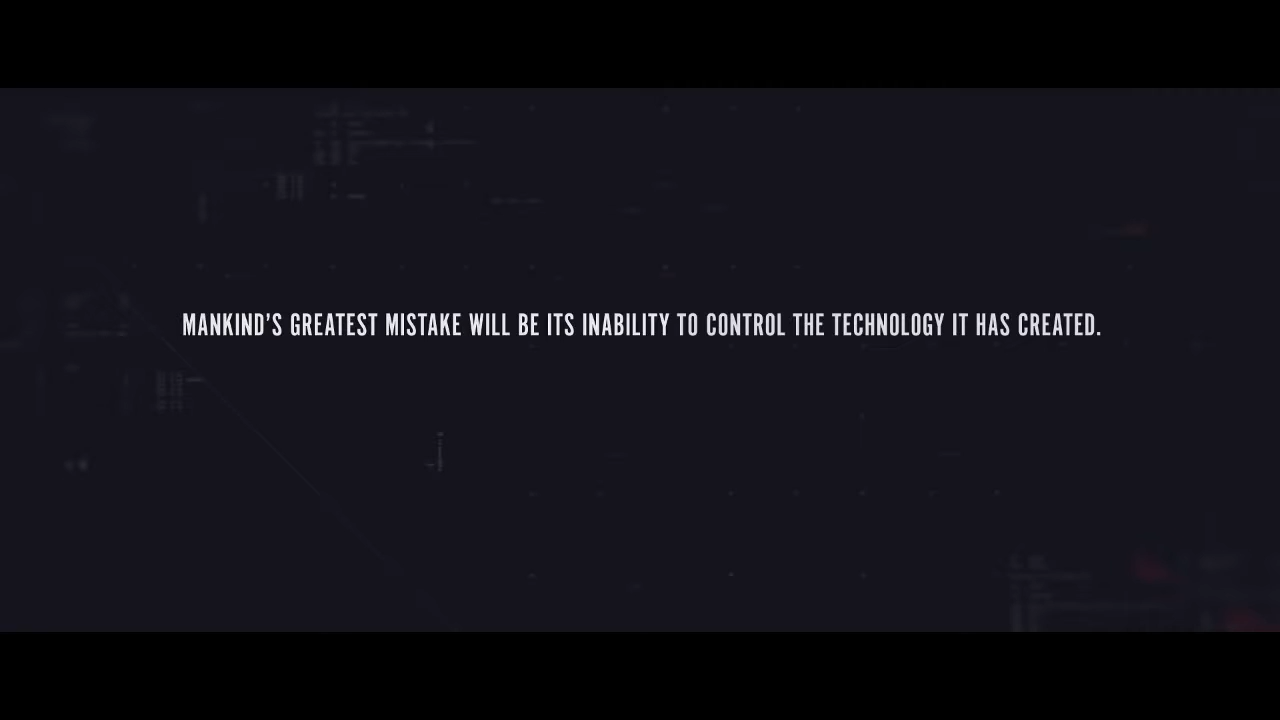 MANKIND'S GREATEST MISTAKE WILL BE ITS INABILITY TO CONTROL THE TECHNOLOGY IT HAS CREATED.